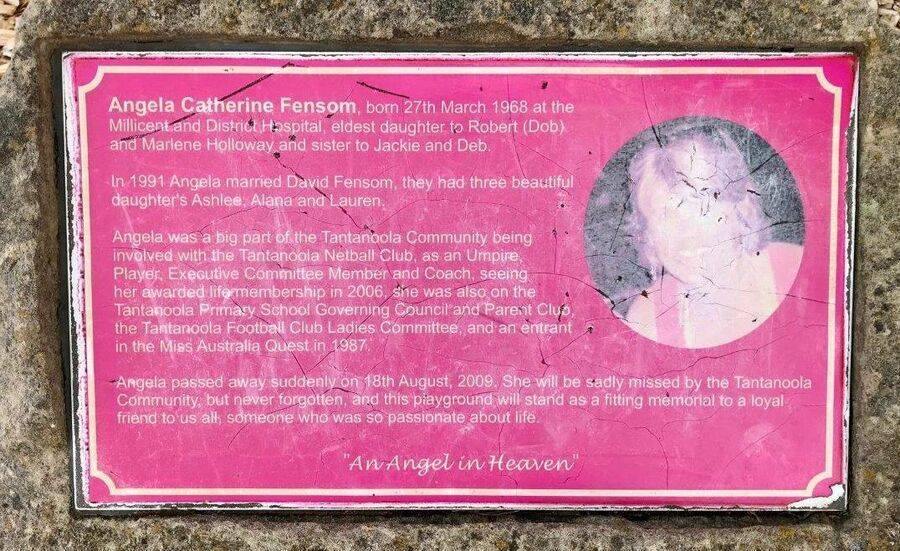 Angela Catherine Fensom, born 27th March 1968 at the
Millicent and District Hospital, eldest daughter to Robert (Dob)
and Marlene Holloway and sister to Jackie and Deb.
In 1991 Angela married David Fensom, they had three beautiful
daughter's Ashlee, Alana and Lauren.
Angela was a big part of the Tantanoola Community being
involved with the Tantanoola Netball Club, as an Umpire,
Player, Executive Committee Member and Coach, seeing
her awarded life membership in 2006, she was also on the
Tantanoola Primary School Governing Council and Parent Club,
the Tantanoola Football Club Ladies Committee, and an entrant
in the Miss Australia Quest in 1987.
Angela passed away suddenly on 18th August, 2009. She will be sadly missed by the Tantanoola
Community, but never forgotten, and this playground will stand as a fitting memorial to a loyal
friend to us all, someone who was so passionate about life.
"An Angel in Heaven"